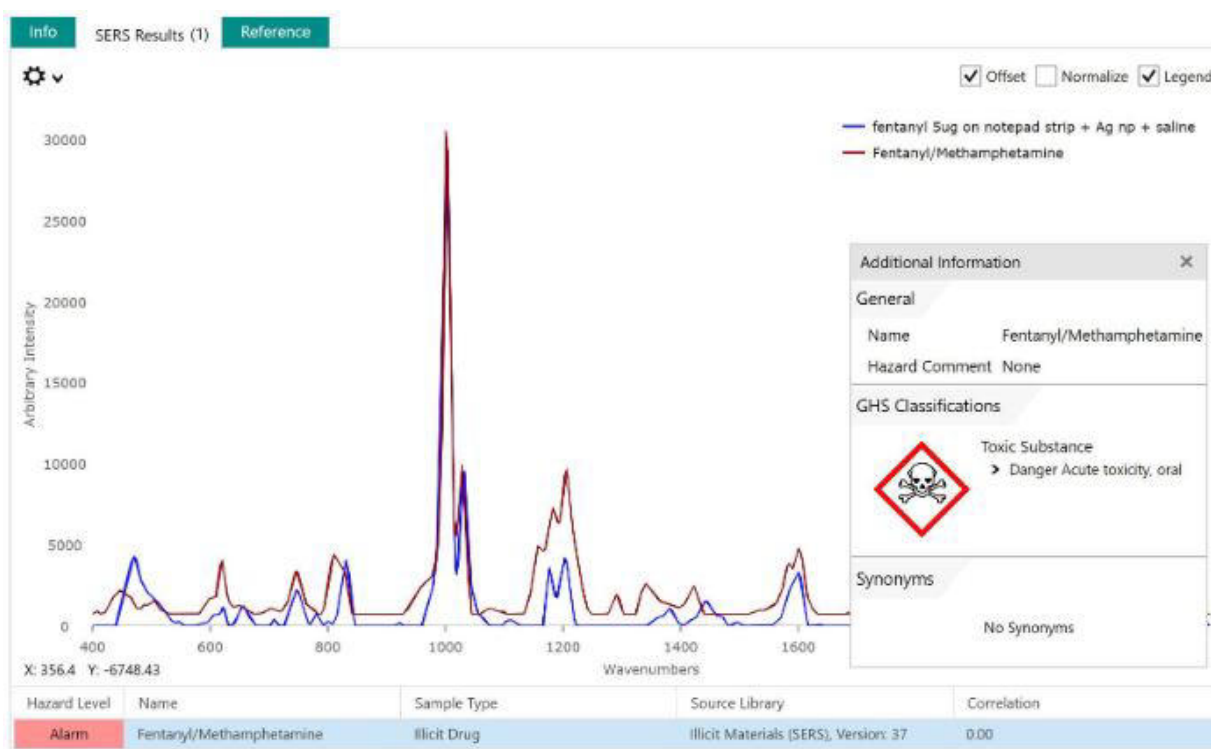 Info SERS Results (1) Reference
Offset Normalize Legend
fentanyl 5ug on notepad strip + Ag np + saline
Fentanyl/Methamphetamine
30000
25000
20000
15000
10000
5000
0
Arbitrary Intensity
400 600 800 1000 1200 1400 1600
X: 356.4 Y: -6748.43
Wavenumbers
Additional Information
General
Name Fentanyl/Methamphetamine
Hazard Comment None
GHS Classifications
Toxic Substance
> Danger Acute toxicity, oral
Synonyms
No Synonyms
Hazard Level Name Sample Type Source Library Correlation
Alarm Fentanyl/Methamphetamine Illicit Drug Illicit Materials (SERS), Version: 37 0.00